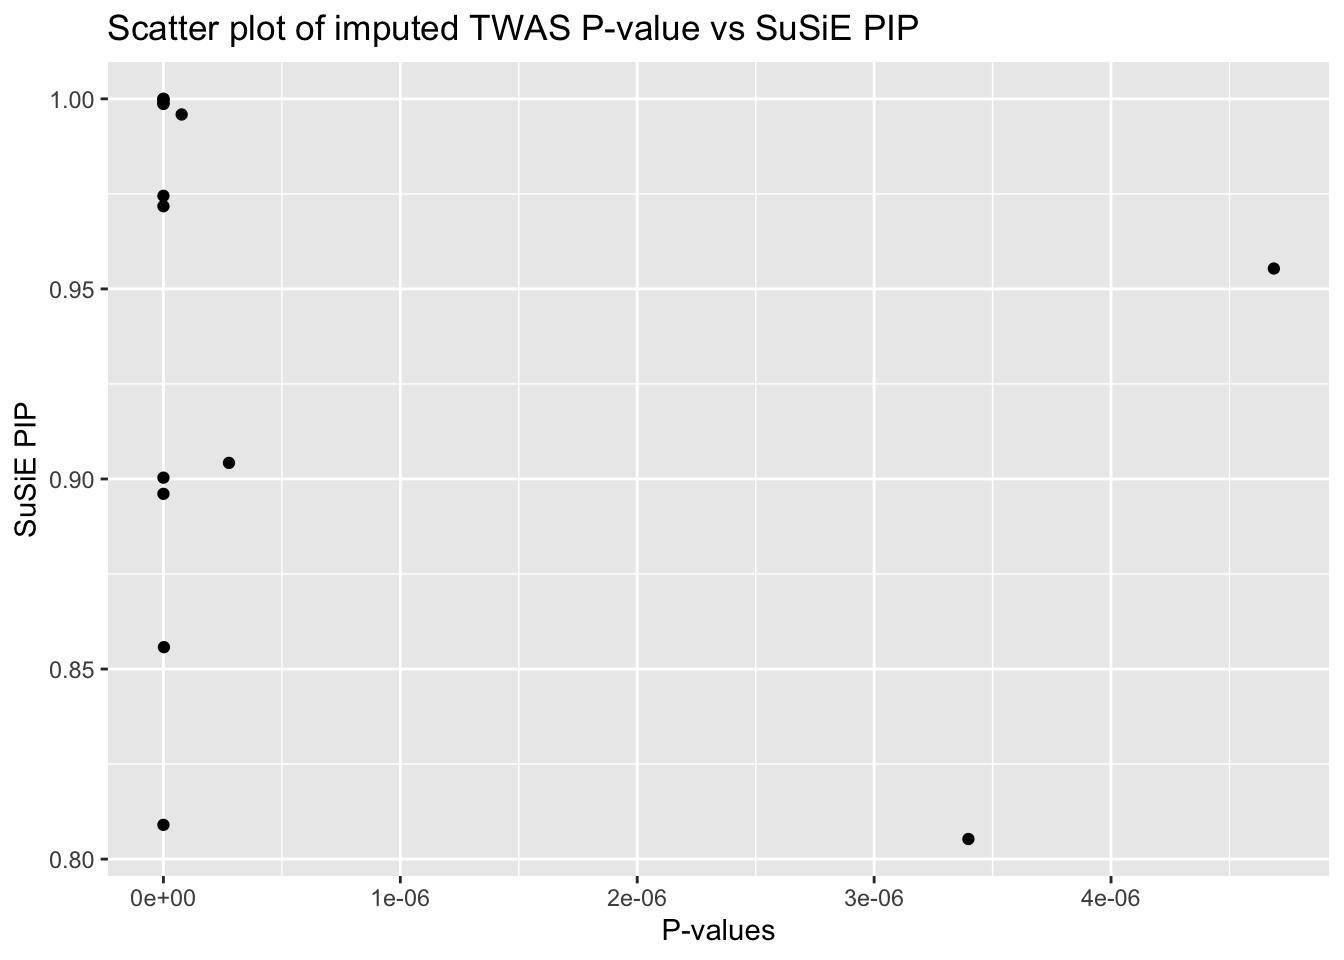 Scatter plot of imputed TWAS P-value vs SuSiE PIP
1.00
0.95
0.90
0.85
0.80
SuSiE PIP
0e+00 1e-06 2e-06 3e-06 4e-06
P-values